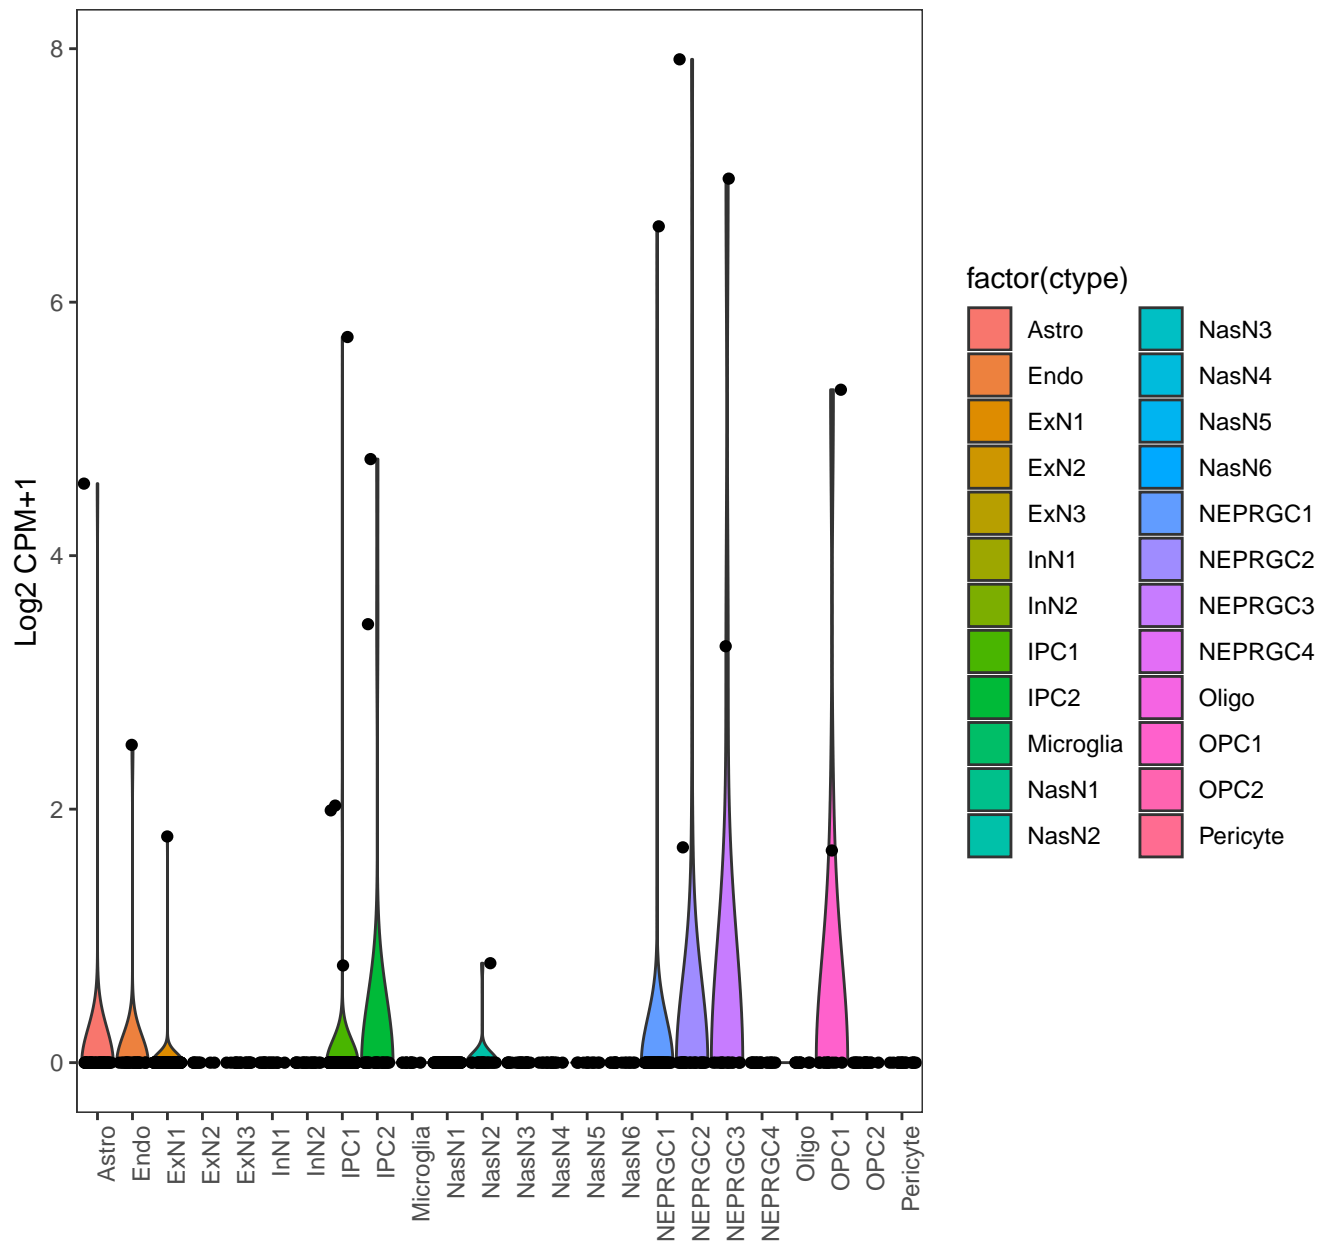 8
6
4
2
0
Log2 CPM+1
Astro
Endo
ExN1
ExN2
ExN3
InN1
InN2
IPC1
IPC2
Microglia
NasN1
NasN2
NasN3
NasN4
NasN5
NasN6
NEPRGC1
NEPRGC2
NEPRGC3
NEPRGC4
Oligo
OPC1
OPC2
Pericyte
factor(ctype)
Astro
Endo
ExN1
ExN2
ExN3
InN1
InN2
IPC1
IPC2
Microglia
NasN1
NasN2
NasN3
NasN4
NasN5
NasN6
NEPRGC1
NEPRGC2
NEPRGC3
NEPRGC4
Oligo
OPC1
OPC2
Pericyte